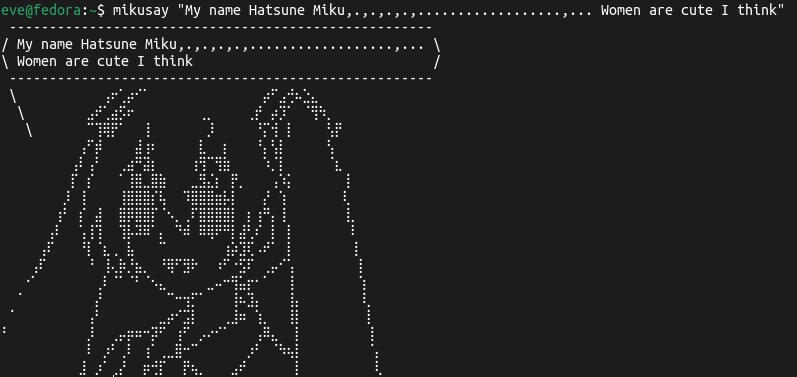 eve@fedora:~$ mikusay "My name Hatsune Miku,.,.,.,.,..................,... Women are cute I think"
/ My name Hatsune Miku,.,.,.,.,..................,... \
\ Women are cute I think /